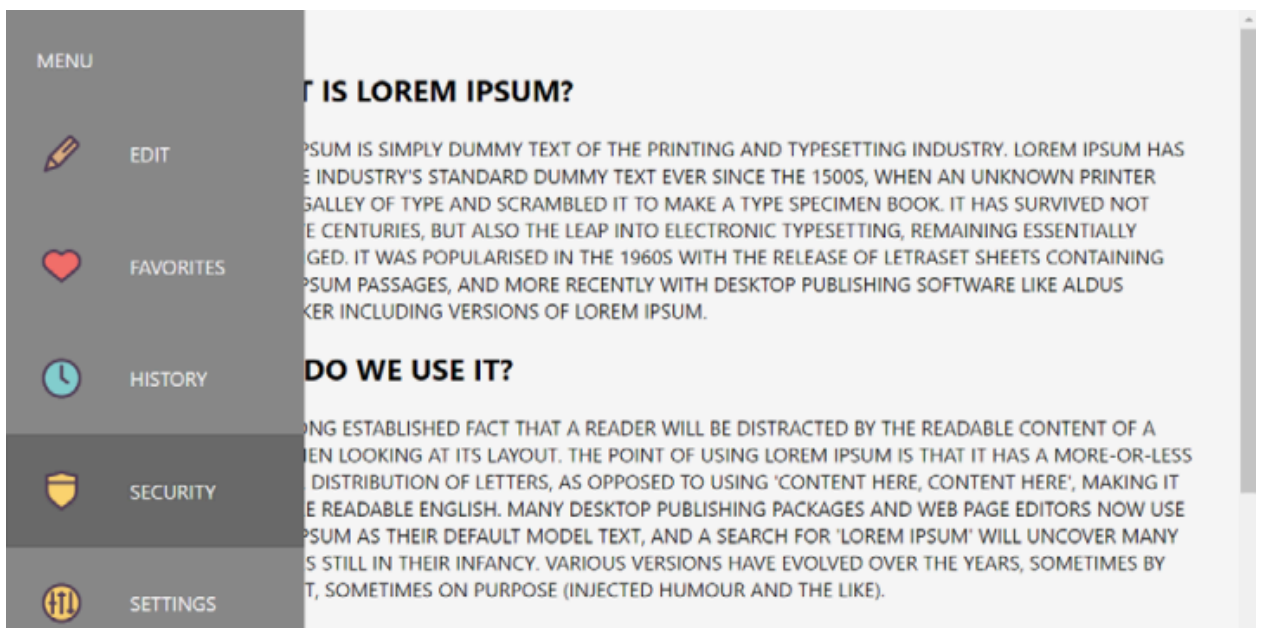 MENU
EDIT
FAVORITES
HISTORY
SECURITY
SETTINGS
IS LOREM IPSUM?
IS SIMPLY DUMMY TEXT OF THE PRINTING AND TYPESETTING INDUSTRY. LOREM IPSUM HAS
INDUSTRY'S STANDARD DUMMY TEXT EVER SINCE THE 1500S, WHEN AN UNKNOWN PRINTER
GALLEY OF TYPE AND SCRAMBLED IT TO MAKE A TYPE SPECIMEN BOOK. IT HAS SURVIVED NOT
CENTURIES, BUT ALSO THE LEAP INTO ELECTRONIC TYPESETTING, REMAINING ESSENTIALLY
GED. IT WAS POPULARISED IN THE 1960S WITH THE RELEASE OF LETRASET SHEETS CONTAINING
PSUM PASSAGES, AND MORE RECENTLY WITH DESKTOP PUBLISHING SOFTWARE LIKE ALDUS
KER INCLUDING VERSIONS OF LOREM IPSUM.
DO WE USE IT?
ONG ESTABLISHED FACT THAT A READER WILL BE DISTRACTED BY THE READABLE CONTENT OF A
EN LOOKING AT ITS LAYOUT. THE POINT OF USING LOREM IPSUM IS THAT IT HAS A MORE-OR-LESS
DISTRIBUTION OF LETTERS, AS OPPOSED TO USING 'CONTENT HERE, CONTENT HERE', MAKING IT
READABLE ENGLISH. MANY DESKTOP PUBLISHING PACKAGES AND WEB PAGE EDITORS NOW USE
PSUM AS THEIR DEFAULT MODEL TEXT, AND A SEARCH FOR 'LOREM IPSUM' WILL UNCOVER MANY
S STILL IN THEIR INFANCY. VARIOUS VERSIONS HAVE EVOLVED OVER THE YEARS, SOMETIMES BY
T, SOMETIMES ON PURPOSE (INJECTED HUMOUR AND THE LIKE).